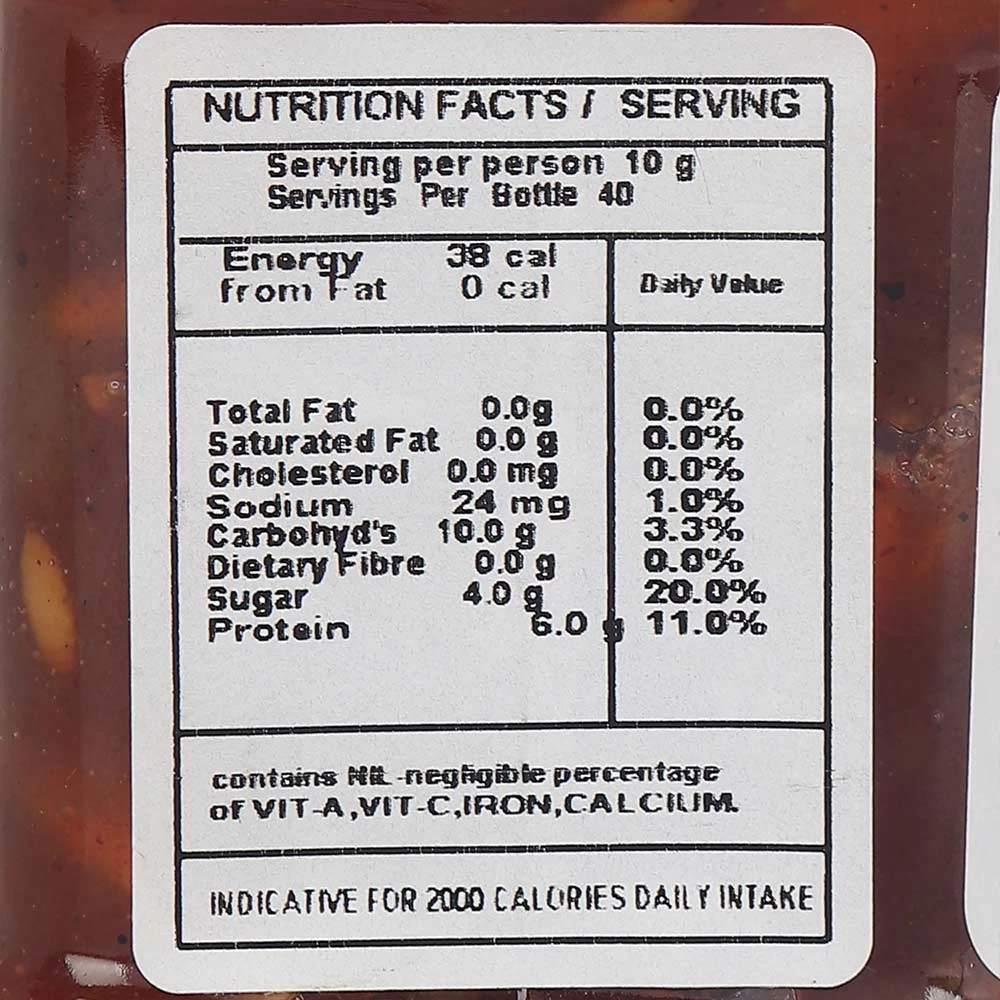 NUTRITION FACTS / SERVING
Serving per person 10 g
Servings Per Bottle 40
Energy 38 cal
from Fat 0 cal
Daily Value
Total Fat 0.0g 0.0%
Saturated Fat 0.0 g 0.0%
Cholesterol 0.0 mg 0.0%
Sodium 24 mg 1.0%
Carbohyd's 10.0 g 3.3%
Dietary Fibre 0.0 g 0.0%
Sugar 4.0 g 20.0%
Protein 6.0 g 11.0%
contains NIL -negligible percentage
of VIT-A,VIT-C,IRON,CALCIUM.
INDICATIVE FOR 2000 CALORIES DAILY INTAKE